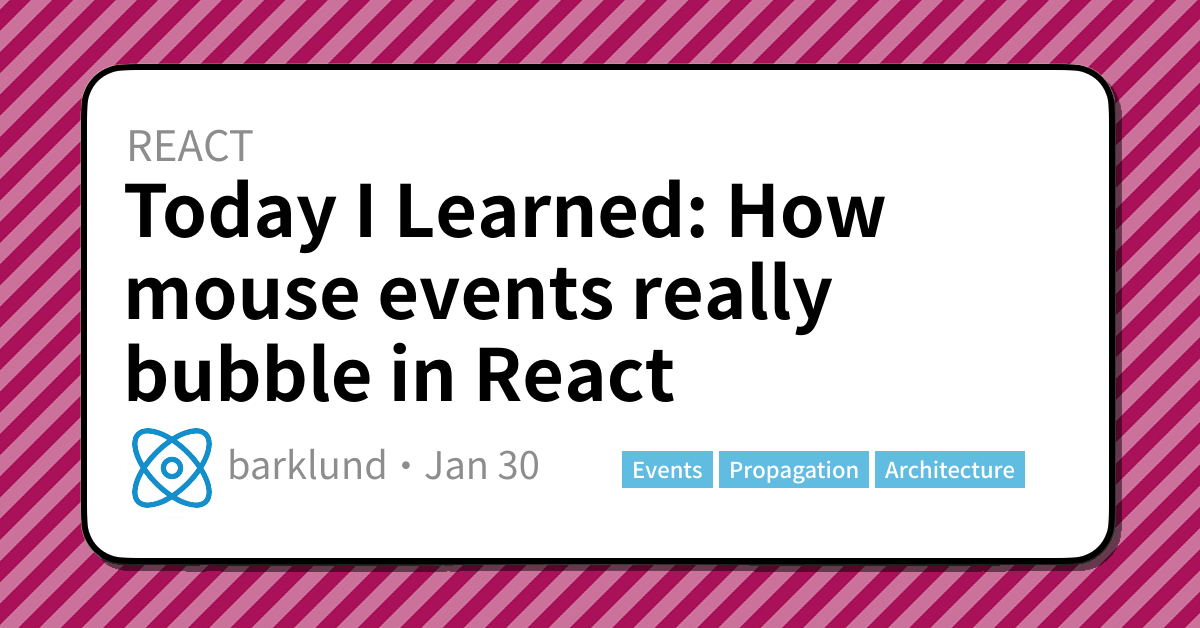 REACT
Today I Learned: How
mouse events really
bubble in React
barklund • Jan 30
Events Propagation Architecture